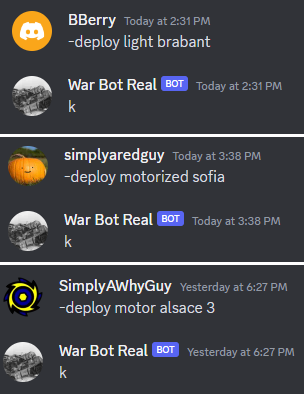 BBerry Today at 2:31 PM
-deploy light brabant
War Bot Real BOT Today at 2:31 PM
k
simplyaredguy Today at 3:38 PM
-deploy motorized sofia
War Bot Real BOT Today at 3:38 PM
k
SimplyAWhyGuy Yesterday at 6:27 PM
-deploy motor alsace 3
War Bot Real BOT Yesterday at 6:27 PM
k